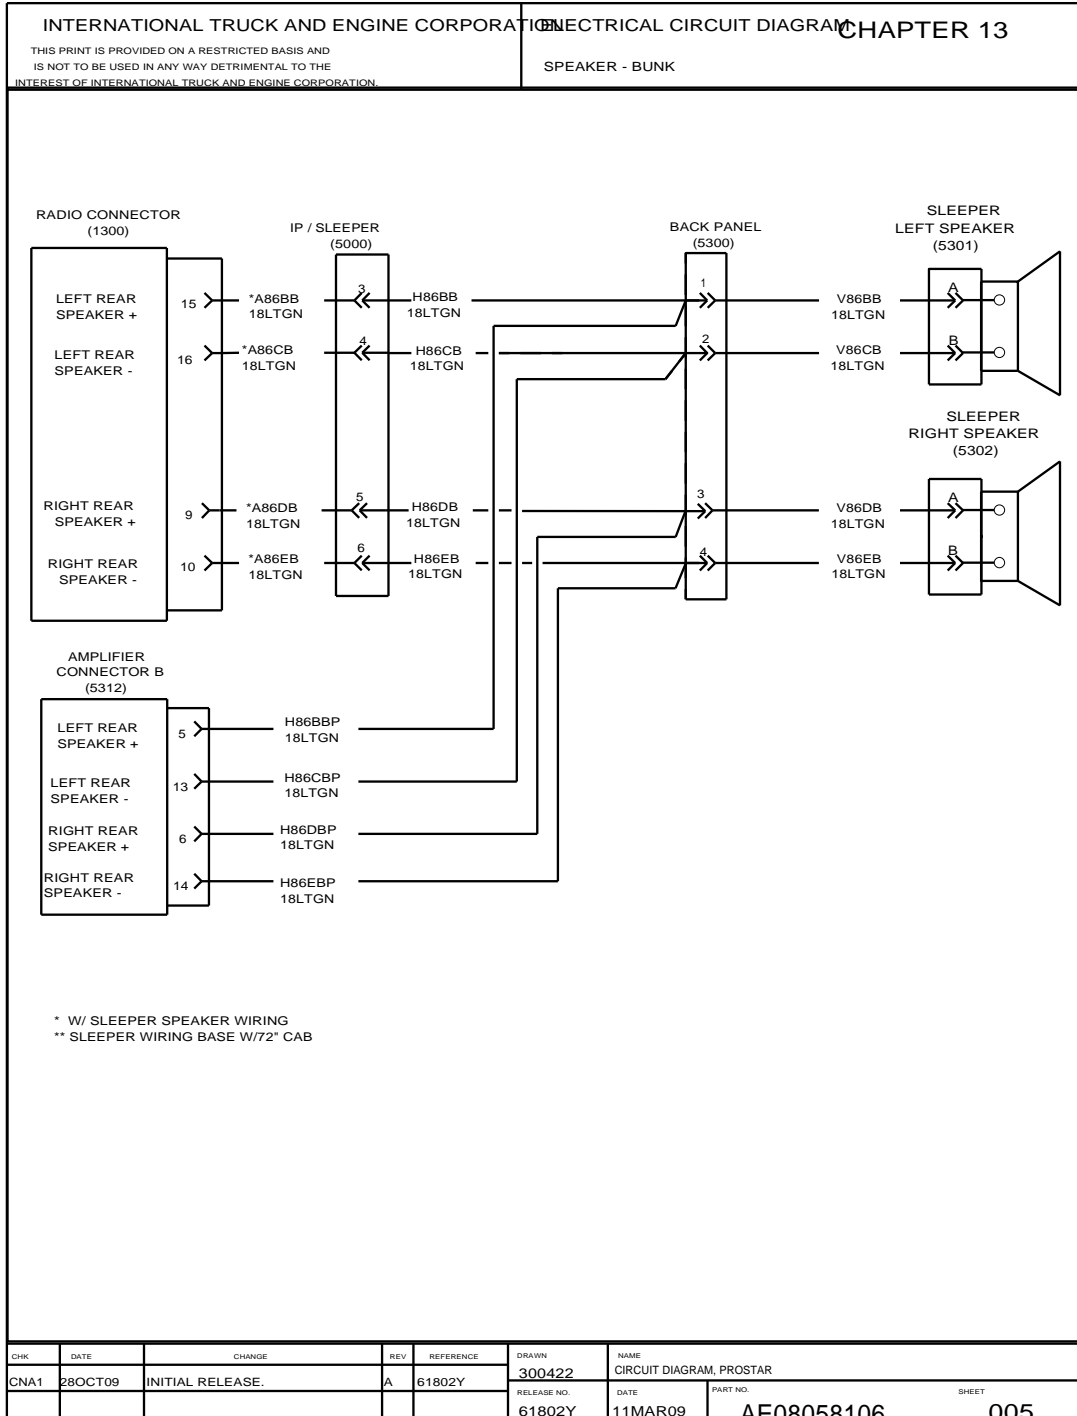 INTERNATIONAL TRUCK AND ENGINE CORPORATION
ELECTRICAL CIRCUIT DIAGRAM
CHAPTER 13
THIS PRINT IS PROVIDED ON A RESTRICTED BASIS AND
IS NOT TO BE USED IN ANY WAY DETRIMENTAL TO THE
INTEREST OF INTERNATIONAL TRUCK AND ENGINE CORPORATION.
SPEAKER - BUNK
RADIO CONNECTOR
(1300)
IP / SLEEPER
(5000)
BACK PANEL
(5300)
SLEEPER
LEFT SPEAKER
(5301)
LEFT REAR
SPEAKER +
15
*A86BB
18LTGN
3
H86BB
18LTGN
1
V86BB
18LTGN
A
LEFT REAR
SPEAKER -
16
*A86CB
18LTGN
4
H86CB
18LTGN
2
V86CB
18LTGN
B
SLEEPER
RIGHT SPEAKER
(5302)
RIGHT REAR
SPEAKER +
9
*A86DB
18LTGN
5
H86DB
18LTGN
3
V86DB
18LTGN
A
RIGHT REAR
SPEAKER -
10
*A86EB
18LTGN
6
H86EB
18LTGN
4
V86EB
18LTGN
B
AMPLIFIER
CONNECTOR B
(5312)
LEFT REAR
SPEAKER +
5
H86BBP
18LTGN
LEFT REAR
SPEAKER -
13
H86CBP
18LTGN
RIGHT REAR
SPEAKER +
6
H86DBP
18LTGN
RIGHT REAR
SPEAKER -
14
H86EBP
18LTGN
* W/ SLEEPER SPEAKER WIRING
** SLEEPER WIRING BASE W/72" CAB
CHK DATE CHANGE REV REFERENCE
CNA1 28OCT09 INITIAL RELEASE. A 61802Y
DRAWN
300422
NAME
CIRCUIT DIAGRAM, PROSTAR
RELEASE NO.
61802Y
DATE
11MAR09
PART NO.
AE08058106
SHEET
005